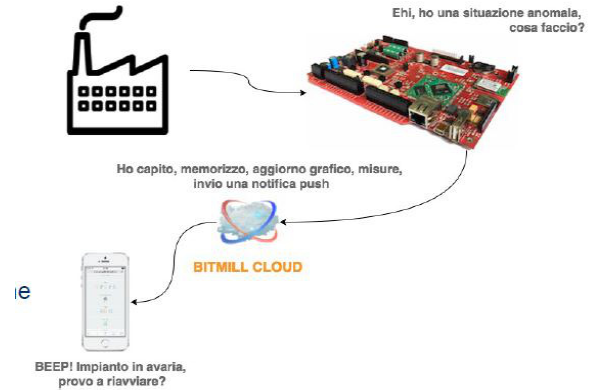 Ehi, ho una situazione anomala,
cosa faccio?
Ho capito, memorizzo, aggiorno grafico, misure,
invio una notifica push
BITMILL CLOUD
BEEP! Impianto in avaria,
provo a riavviare?